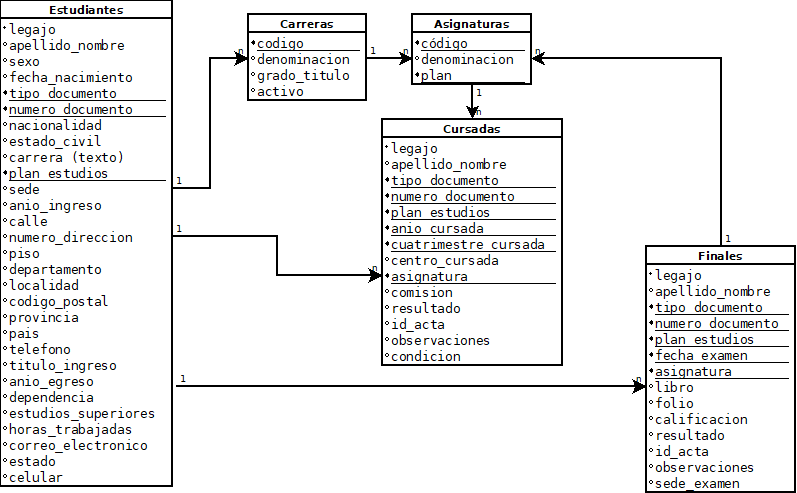 Estudiantes
legajo
apellido_nombre
sexo
fecha_nacimiento
tipo_documento
numero_documento
nacionalidad
estado_civil
carrera (texto)
plan_estudios
sede
anio_ingreso
calle
numero_direccion
piso
departamento
localidad
codigo_postal
provincia
pais
telefono
titulo_ingreso
anio_egreso
dependencia
estudios_superiores
horas_trabajadas
correo_electronico
estado
celular
1
1
1
Carreras
codigo
denominacion
grado_titulo
activo
n
1
Asignaturas
código
denominacion
plan
n
n
1
n
Cursadas
legajo
apellido_nombre
tipo_documento
numero_documento
plan_estudios
anio_cursada
cuatrimestre_cursada
centro_cursada
asignatura
comision
resultado
id_acta
observaciones
condicion
n
1
Finales
legajo
apellido_nombre
tipo_documento
numero_documento
plan_estudios
fecha_examen
asignatura
libro
folio
calificacion
resultado
id_acta
observaciones
sede_examen
n